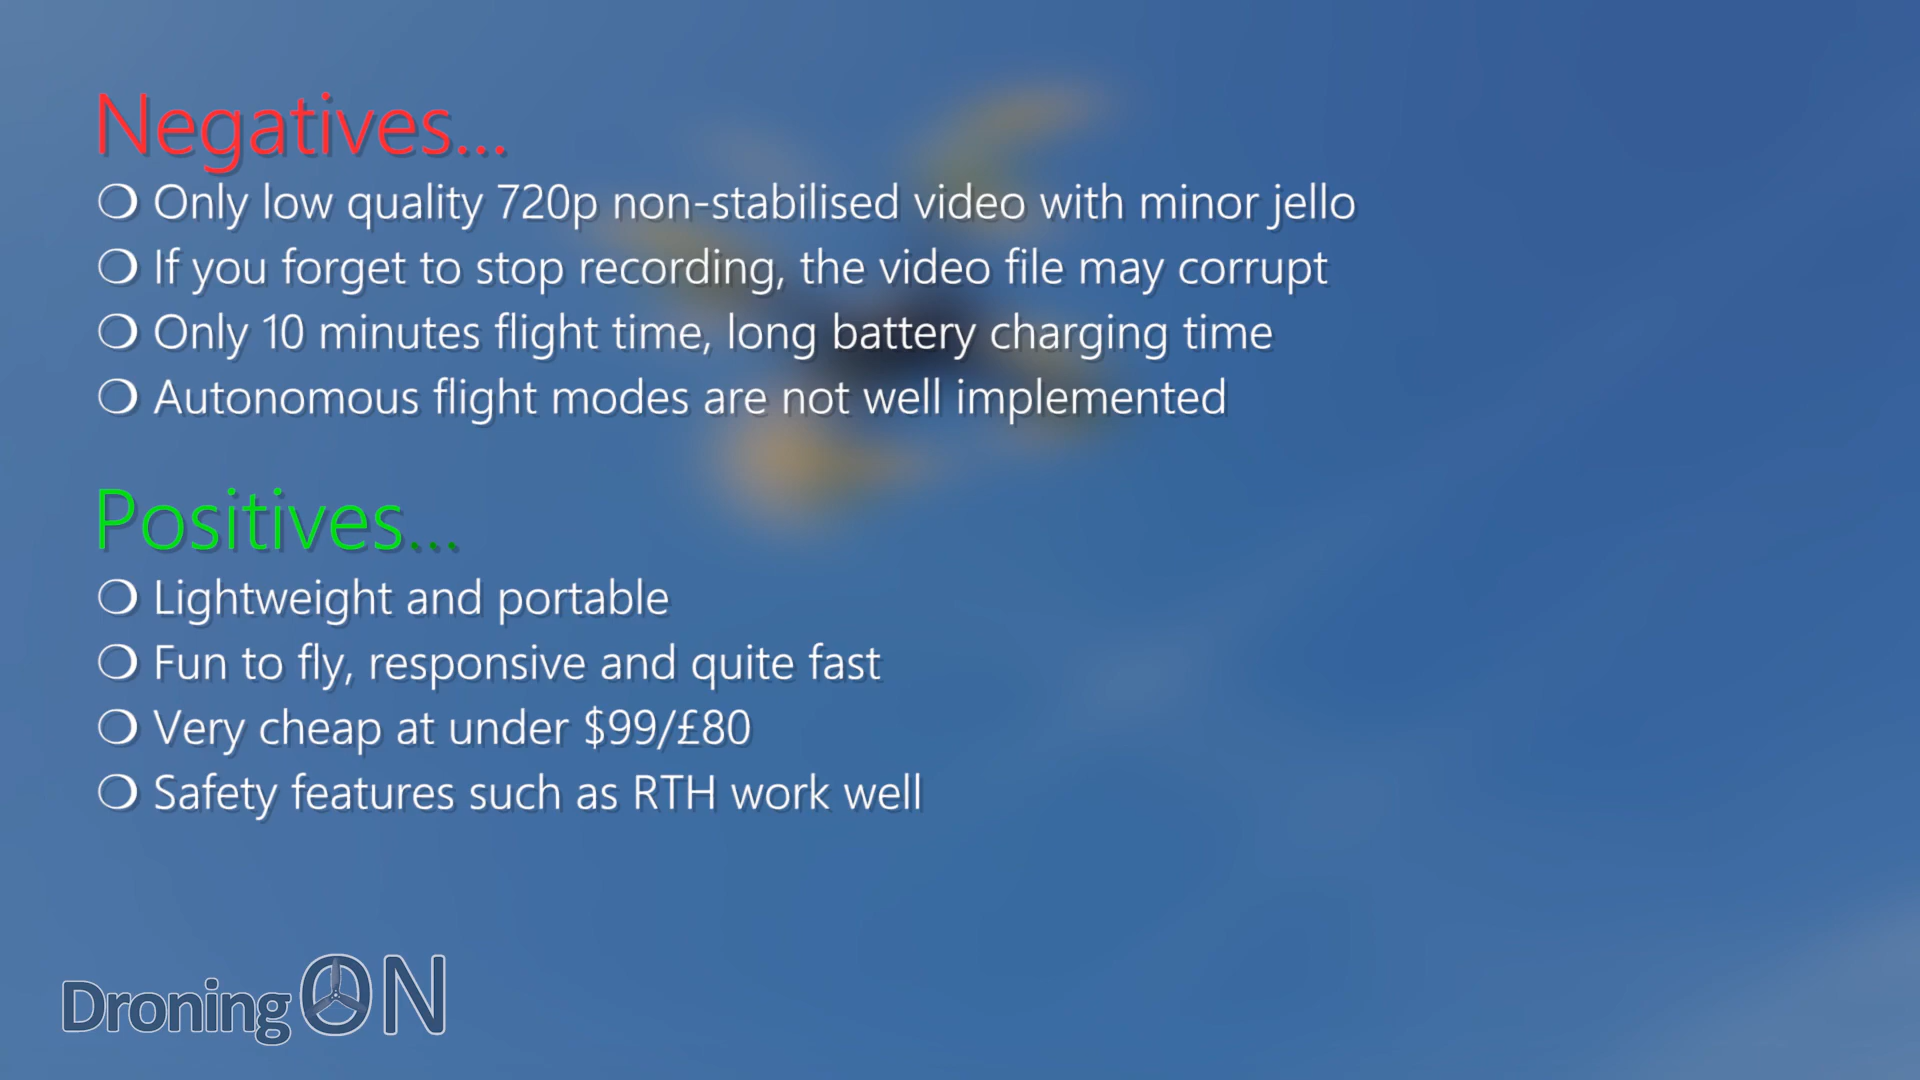 Negatives...
❍ Only low quality 720p non-stabilised video with minor jello
❍ If you forget to stop recording, the video file may corrupt
❍ Only 10 minutes flight time, long battery charging time
❍ Autonomous flight modes are not well implemented
Positives...
❍ Lightweight and portable
❍ Fun to fly, responsive and quite fast
❍ Very cheap at under $99/£80
❍ Safety features such as RTH work well
DroningON